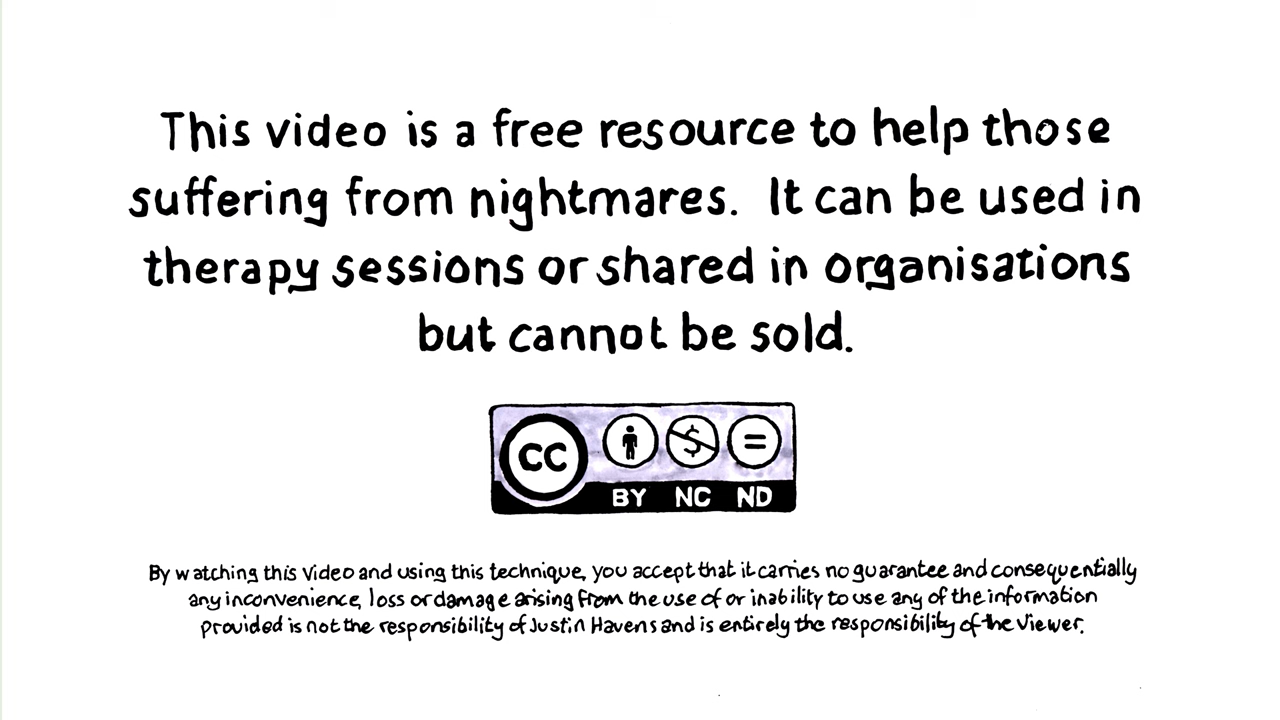 This video is a free resource to help those
suffering from nightmares. It can be used in
therapy sessions or shared in organisations
but cannot be sold.
CC
BY NC ND
By watching this Video and using this technique, you accept that it carries no guarantee and consequentially
any inconvenience, loss or damage arising from the use of or inability to use any of the information
provided is not the responsibility of Justin Havens and is entirely the responsibility of the Viewer.